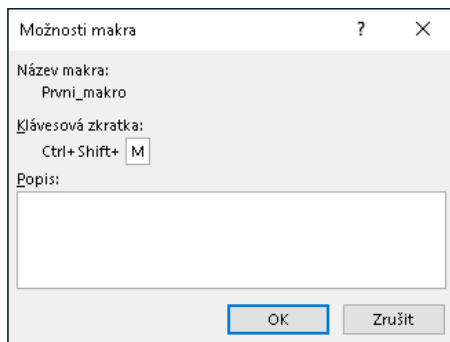 Možnosti makra ?
Název makra:
Prvni_makro
Klávesová zkratka:
Ctrl+Shift+ M
Popis:
OK Zrušit